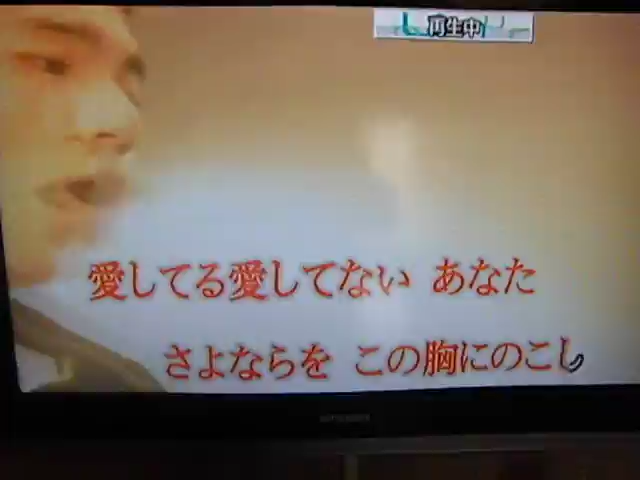 再生中
愛してる愛してない あなた
さよならを この胸にのこし